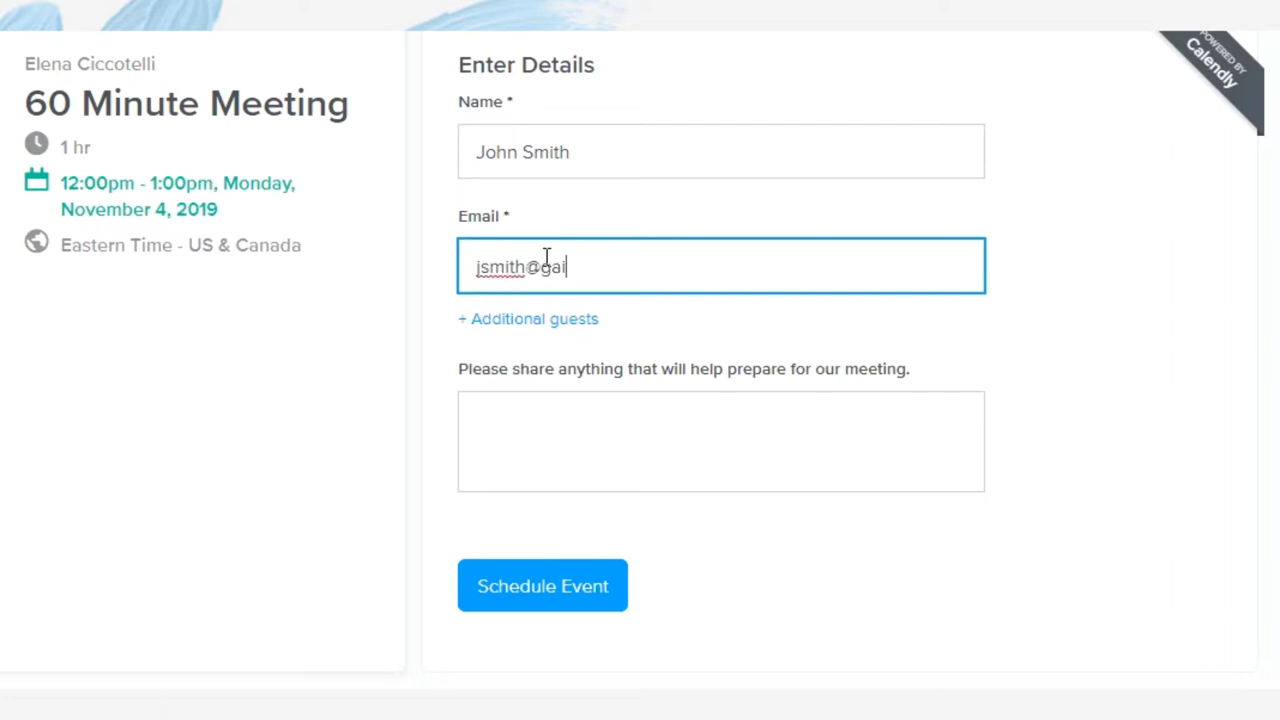 Elena Ciccotelli
60 Minute Meeting
1 hr
12:00pm - 1:00pm, Monday,
November 4, 2019
Eastern Time - US & Canada
Enter Details
Name *
John Smith
Email *
jsmith@gai
+ Additional guests
Please share anything that will help prepare for our meeting.
Schedule Event
POWERED BY
Calendly